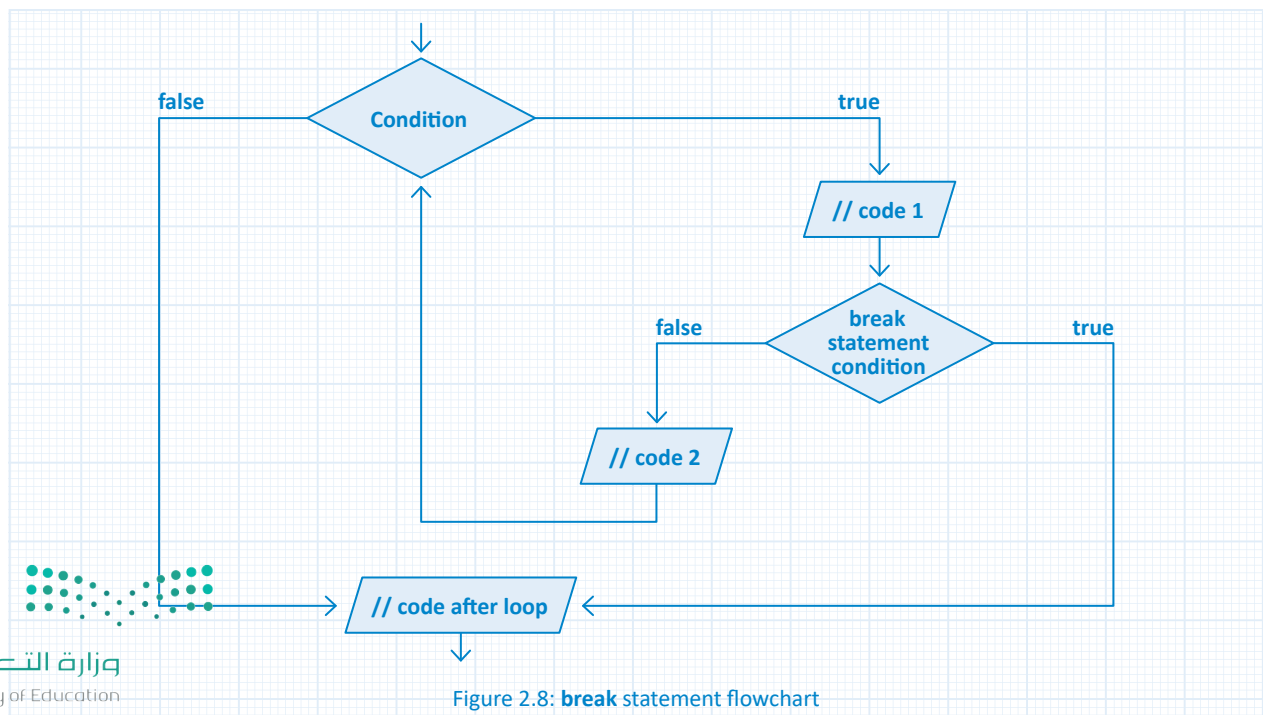 false
true
Condition
// code 1
false
true
break
statement
condition
// code 2
// code after loop
وزارة التـ
y of Education
Figure 2.8: break statement flowchart